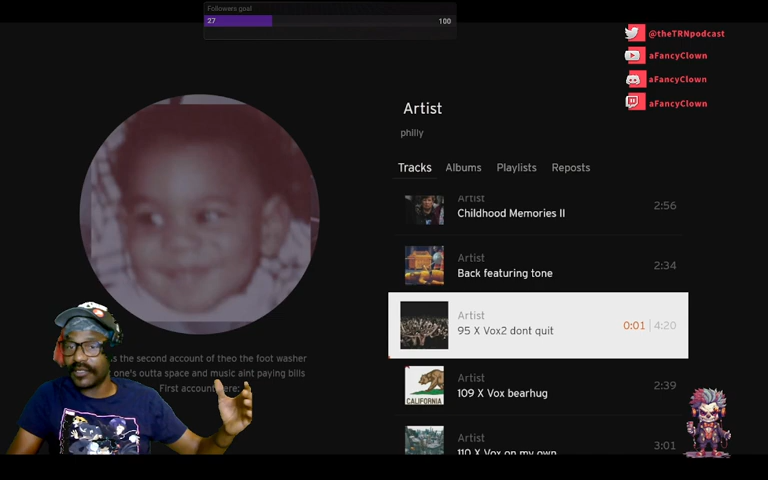 Followers goal
27
100
@theTRNpodcast
aFancyClown
aFancyClown
aFancyClown
Artist
philly
Tracks
Albums
Playlists
Reposts
Artist
Childhood Memories II
2:56
Artist
Back featuring tone
2:34
Artist
95 X Vox2 dont quit
0:01 | 4:20
Artist
109 X Vox bearhug
2:39
CALIFORNIA
110 X Vox on my own
3:01
the second account of theo the foot washer
one's outta space and music aint paying bills
First account here: